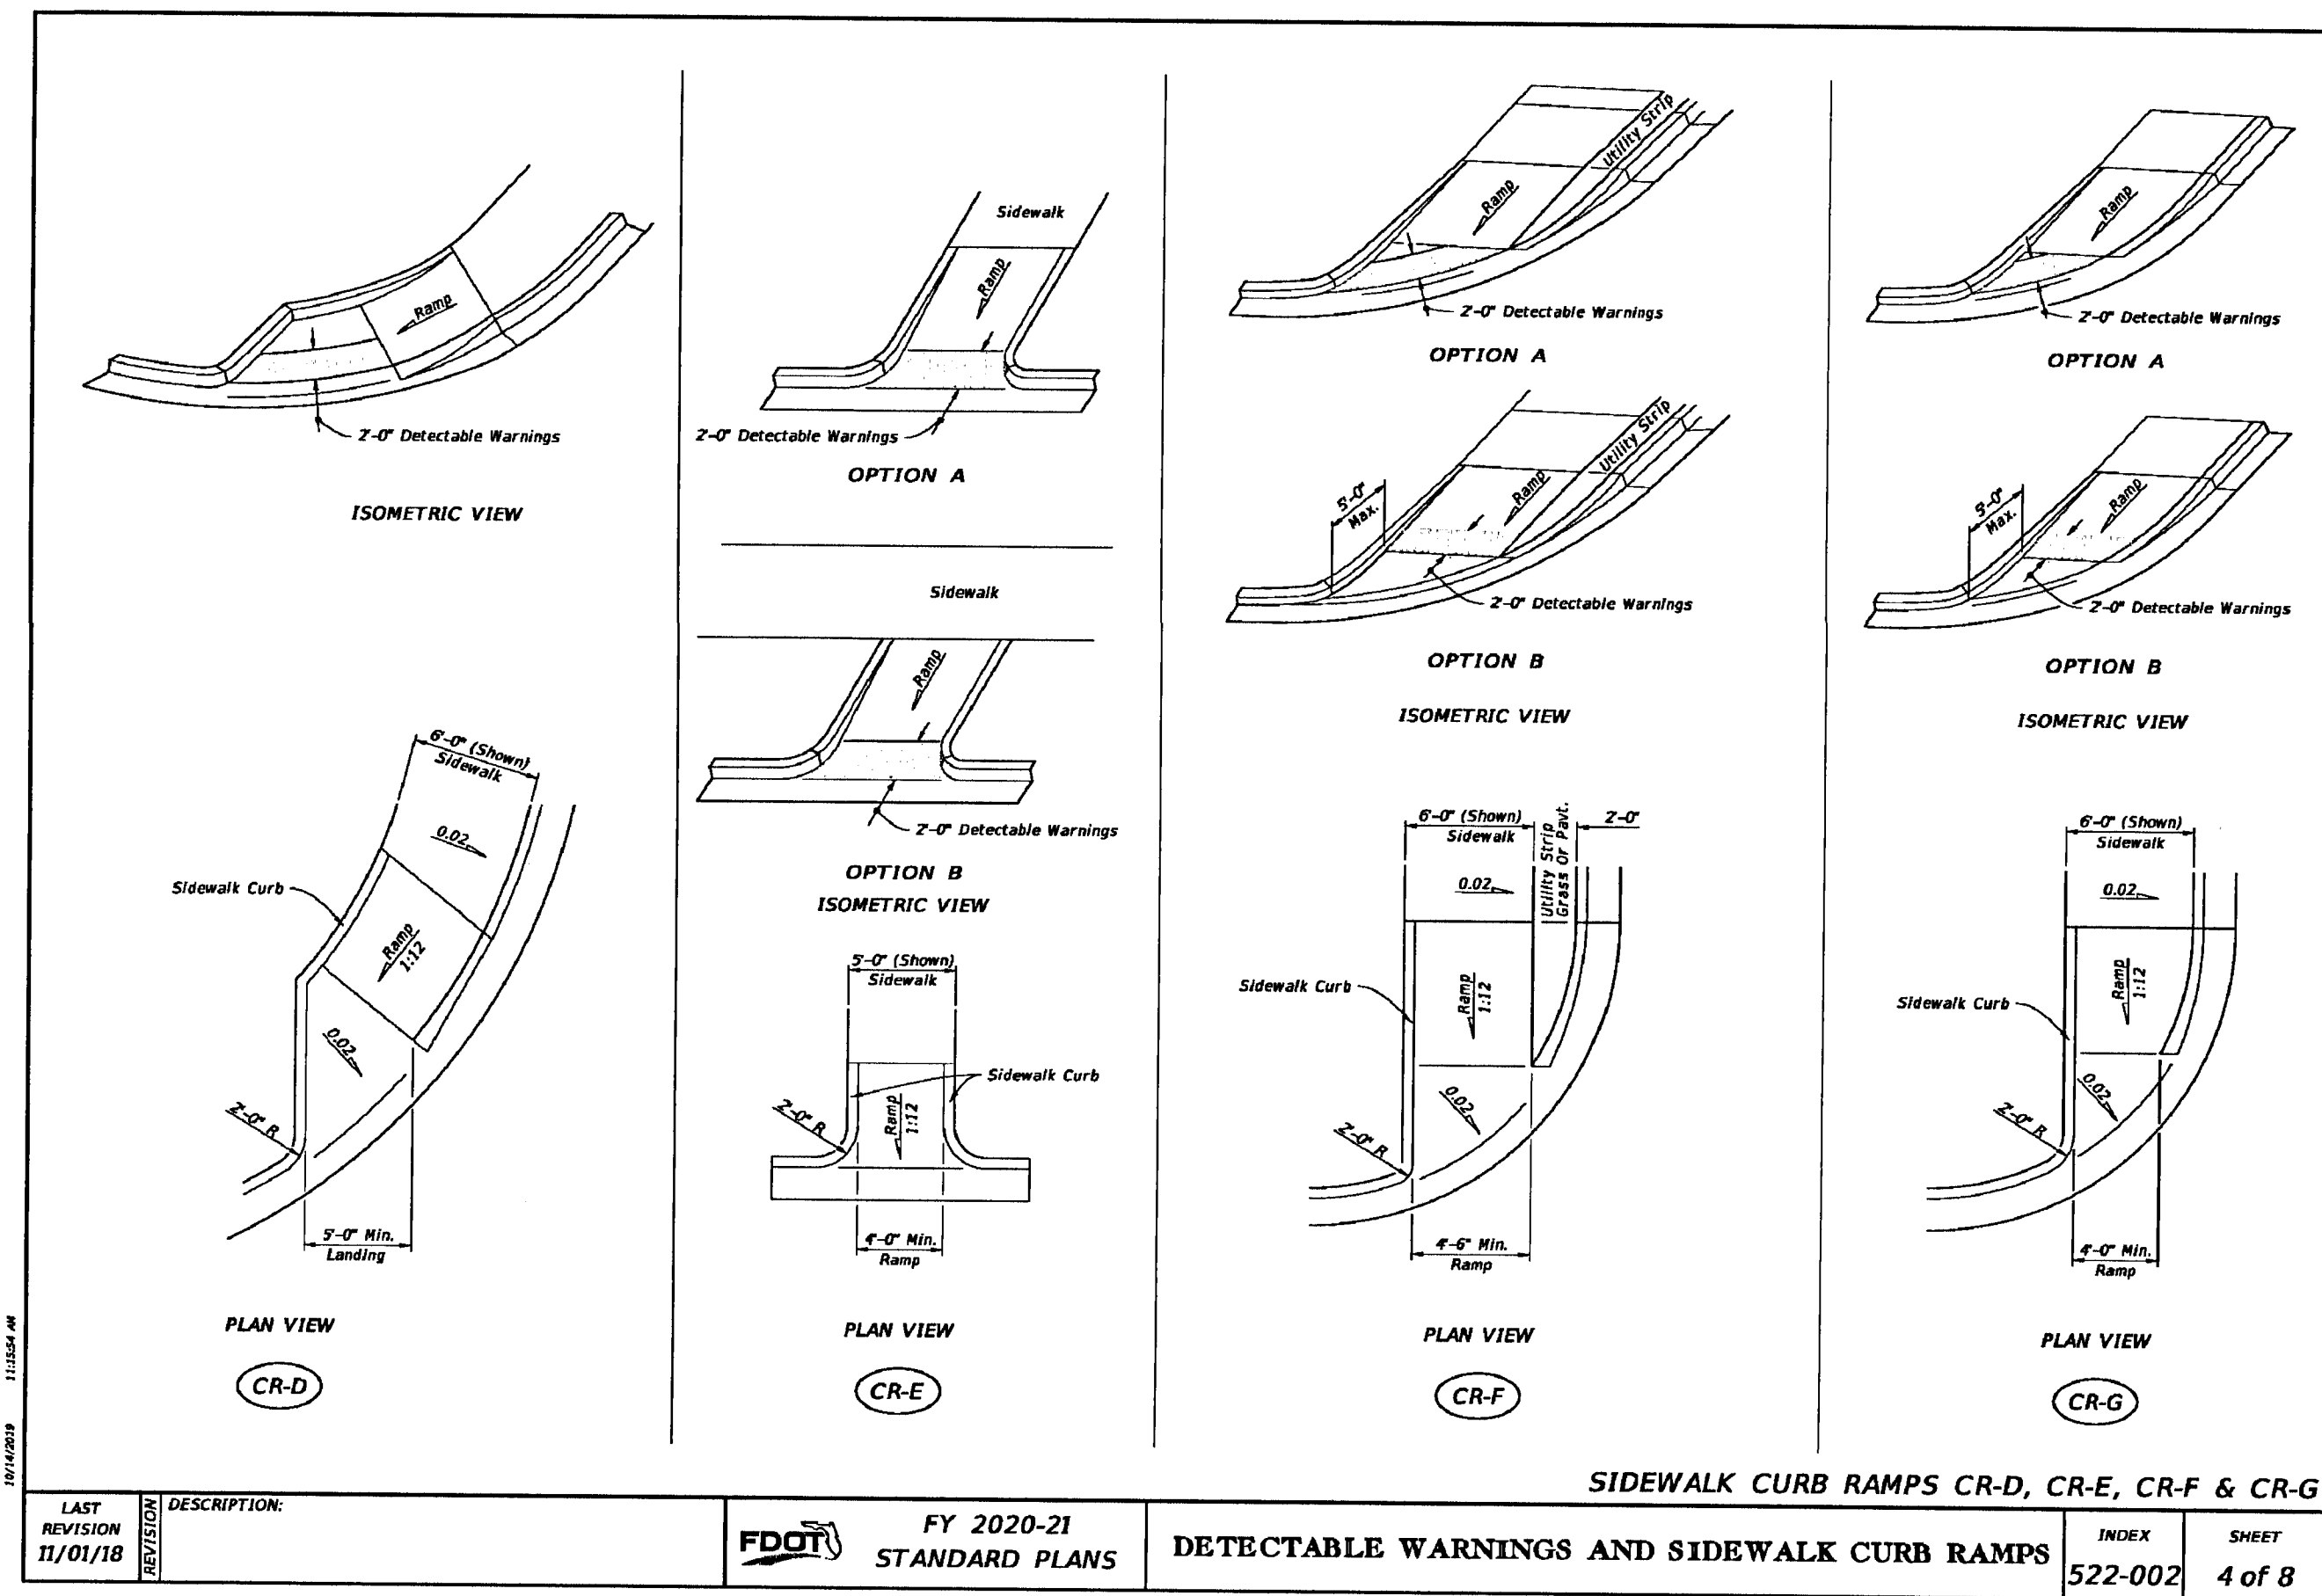 Ramp
2'-0" Detectable Warnings
ISOMETRIC VIEW
6'-0" (Shown)
Sidewalk
0.02
Sidewalk Curb
Ramp
1:12
0.02
2'-0" R
5'-0" Min.
Landing
PLAN VIEW
CR-D
Sidewalk
Ramp
2'-0" Detectable Warnings
OPTION A
Sidewalk
Ramp
2'-0" Detectable Warnings
OPTION B
ISOMETRIC VIEW
5'-0" (Shown)
Sidewalk
Sidewalk Curb
2'-0" R
Ramp
1:12
4'-0" Min.
Ramp
PLAN VIEW
CR-E
Utility Strip
Ramp
2'-0" Detectable Warnings
OPTION A
Utility Strip
5'-0"
Max.
Ramp
2'-0" Detectable Warnings
OPTION B
ISOMETRIC VIEW
6'-0" (Shown)
Sidewalk
Utility Strip
Grass Or Pavt.
2'-0"
0.02
Sidewalk Curb
Ramp
1:12
0.02
2'-0" R
4'-6" Min.
Ramp
PLAN VIEW
CR-F
Ramp
2'-0" Detectable Warnings
OPTION A
5'-0"
Max.
Ramp
2'-0" Detectable Warnings
OPTION B
ISOMETRIC VIEW
6'-0" (Shown)
Sidewalk
0.02
Sidewalk Curb
Ramp
1:12
0.02
2'-0" R
4'-0" Min.
Ramp
PLAN VIEW
CR-G
10/14/2019 11:15:54 AM
SIDEWALK CURB RAMPS CR-D, CR-E, CR-F & CR-G
LAST
REVISION
11/01/18
REVISION
DESCRIPTION:
FDOT
FY 2020-21
STANDARD PLANS
DETECTABLE WARNINGS AND SIDEWALK CURB RAMPS
INDEX
522-002
SHEET
4 of 8